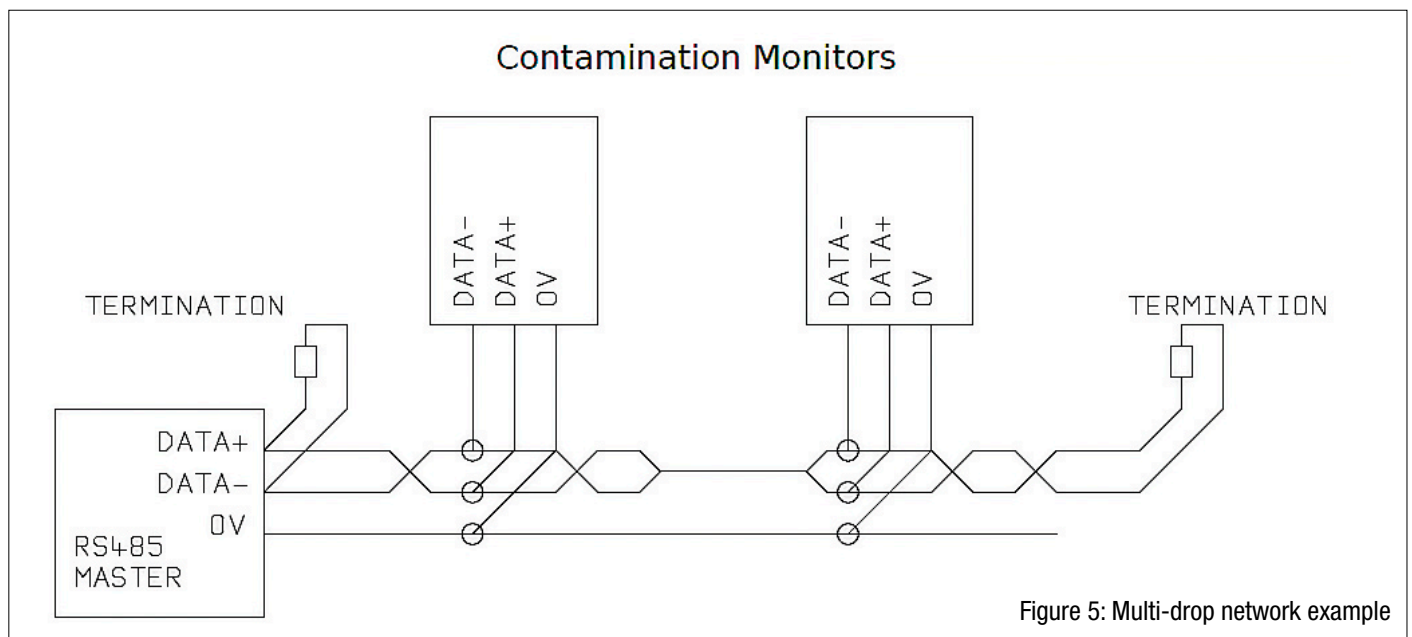 Contamination Monitors
DATA-
DATA+
0V
DATA-
DATA+
0V
TERMINATION
TERMINATION
DATA+
DATA-
0V
RS485
MASTER
Figure 5: Multi-drop network example